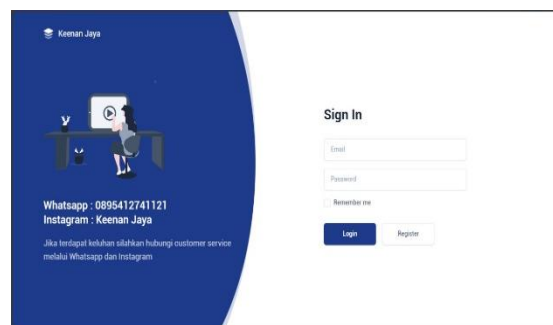 Keenan Jaya
Whatsapp : 0895412741121
Instagram : Keenan Jaya
Jika terdapat keluhan silahkan hubungi customer service
melalui Whatsapp dan Instagram
Sign In
Email
Password
Remember me
Login Register